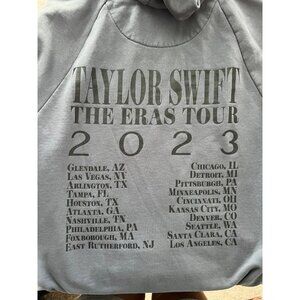 TAYLOR SWIFT
THE ERAS TOUR
2023
GLENDALE, AZ
LAS VEGAS, NV
ARLINGTON, TX
TAMPA, FL
HOUSTON, TX
ATLANTA, GA
NASHVILLE, TN
PHILADELPHIA, PA
FOXBOROUGH, MA
EAST RUTHERFORD, NJ
CHICAGO, IL
DETROIT, MI
PITTSBURGH, PA
MINNEAPOLIS, MN
CINCINNATI, OH
KANSAS CITY, MO
DENVER, CO
SEATTLE, WA
SANTA CLARA, CA
LOS ANGELES, CA